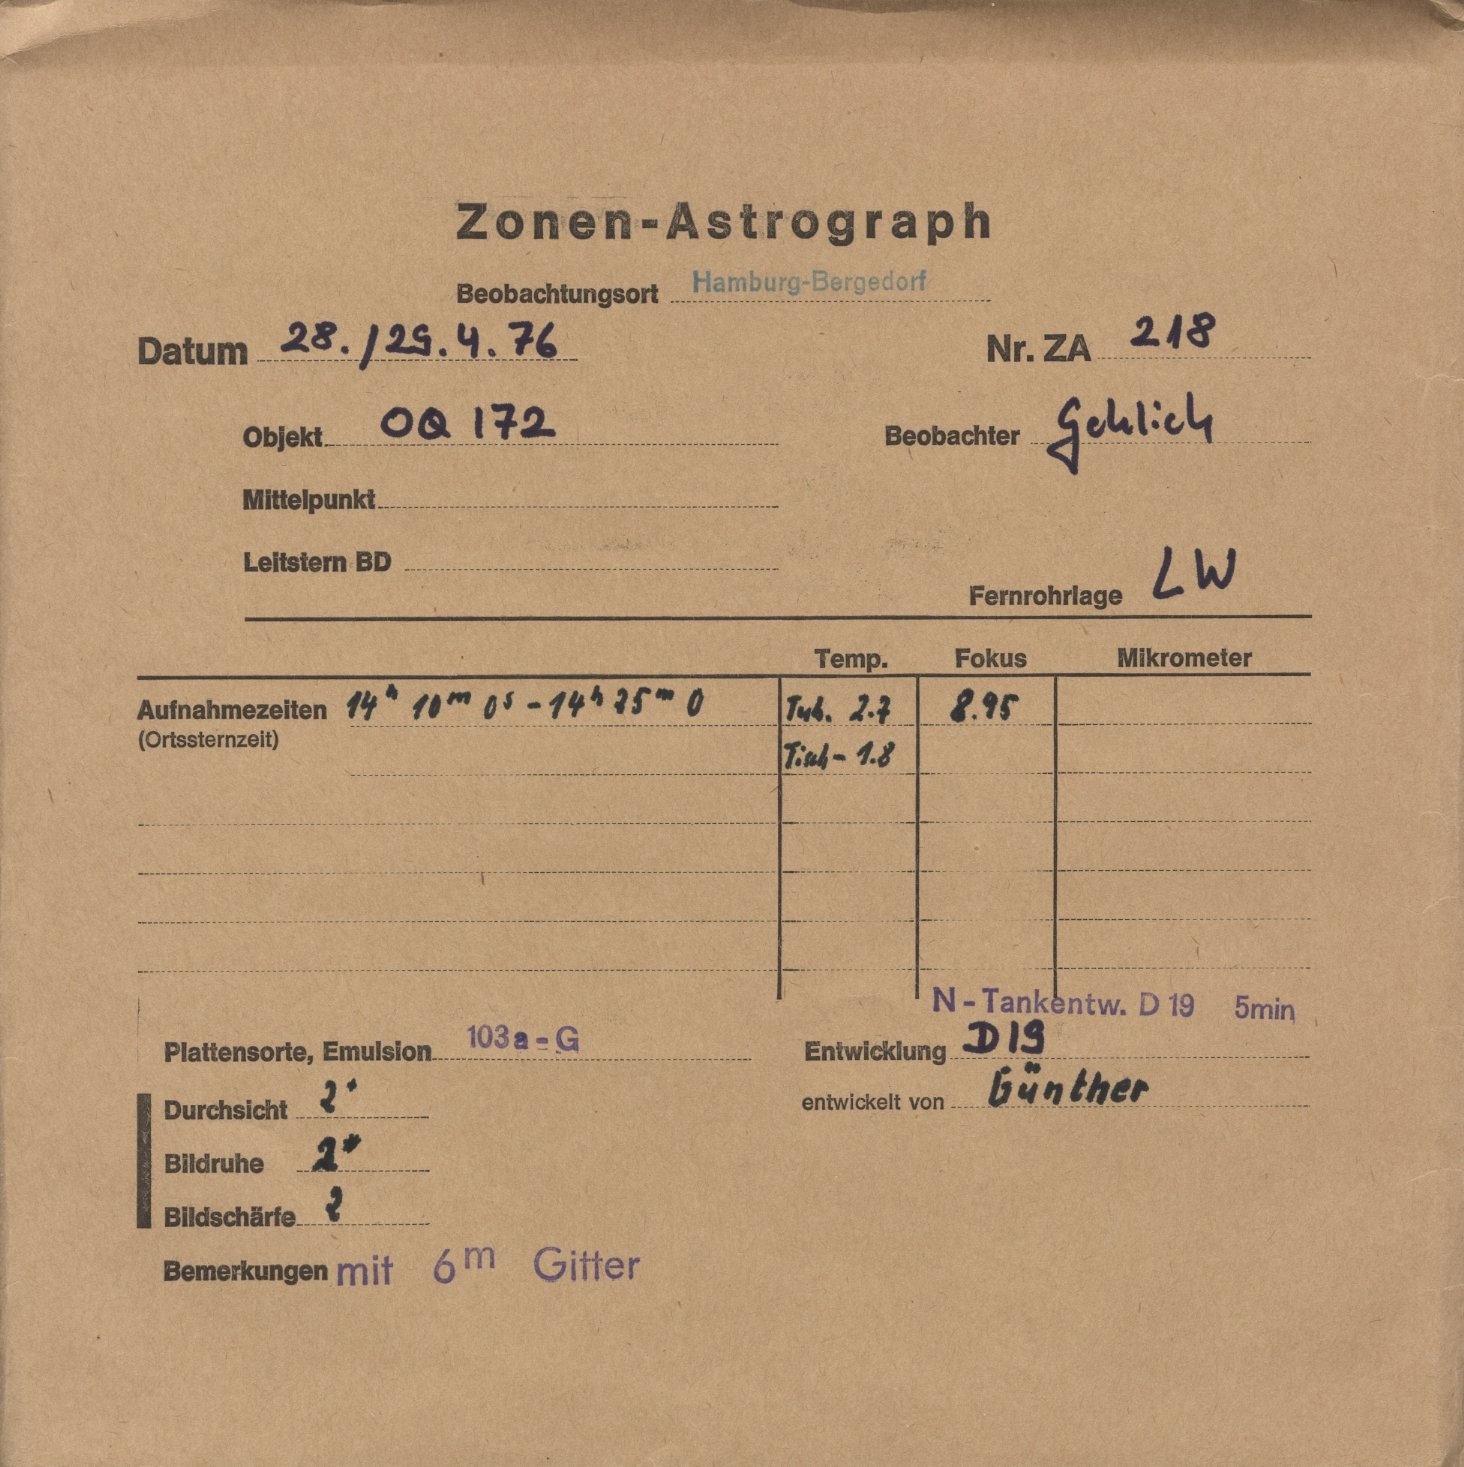 Zonen-Astrograph
Beobachtungsort Hamburg-Bergedorf
Datum 28./29.4.76 Nr. ZA 218
Objekt OQ 172 Beobachter Gehlich
Mittelpunkt
Leitstern BD
Fernrohrlage LW
Temp. Fokus Mikrometer
Aufnahmezeiten 14h 10m 0s - 14h 25m 0 Tub. 2.7 8.95
(Ortssternzeit) Tisch - 1.8
N-Tankentw. D 19 5min
Plattensorte, Emulsion 103a-G Entwicklung D19
Durchsicht 2+ entwickelt von Günther
Bildruhe 2+
Bildschärfe 2
Bemerkungen mit 6m Gitter